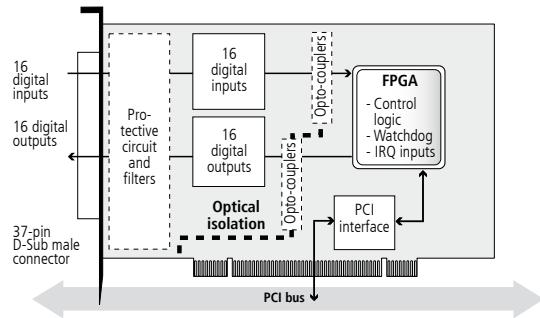 16
digital
inputs
16 digital
outputs
37-pin
D-Sub male
connector
Pro-
tective
circuit
and
filters
16
digital
inputs
16
digital
outputs
Optical
isolation
Opto-couplers
Opto-couplers
FPGA
- Control
logic
- Watchdog
- IRQ inputs
PCI
interface
PCI bus